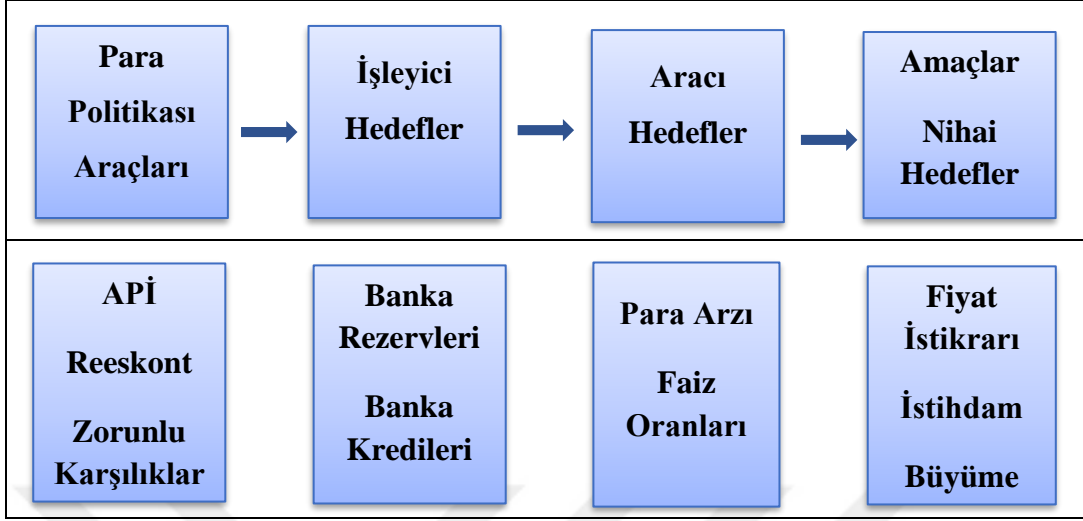 Para
Politikası
Araçları
İşleyici
Hedefler
Aracı
Hedefler
Amaçlar
Nihai
Hedefler
APİ
Reeskont
Zorunlu
Karşılıklar
Banka
Rezervleri
Banka
Kredileri
Para Arzı
Faiz
Oranları
Fiyat
İstikrarı
İstihdam
Büyüme